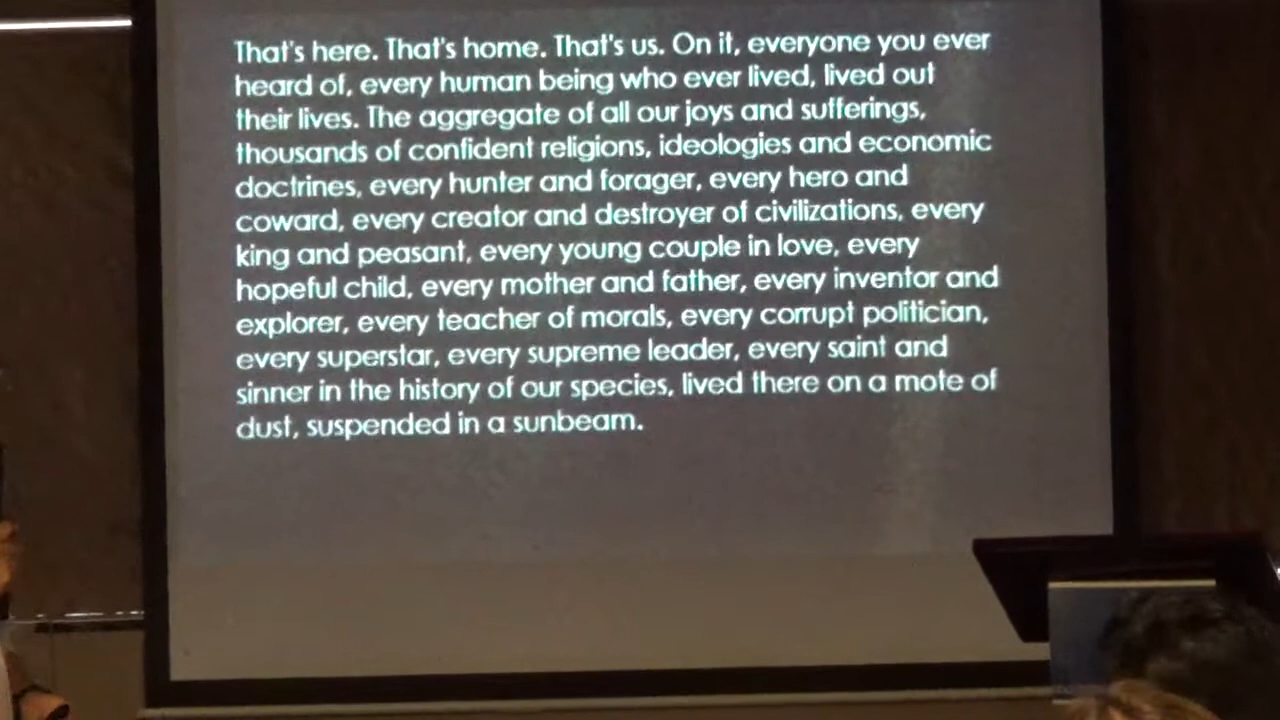 That's here. That's home. That's us. On it, everyone you ever
heard of, every human being who ever lived, lived out
their lives. The aggregate of all our joys and sufferings,
thousands of confident religions, ideologies and economic
doctrines, every hunter and forager, every hero and
coward, every creator and destroyer of civilizations, every
king and peasant, every young couple in love, every
hopeful child, every mother and father, every inventor and
explorer, every teacher of morals, every corrupt politician,
every superstar, every supreme leader, every saint and
sinner in the history of our species, lived there on a mote of
dust, suspended in a sunbeam.